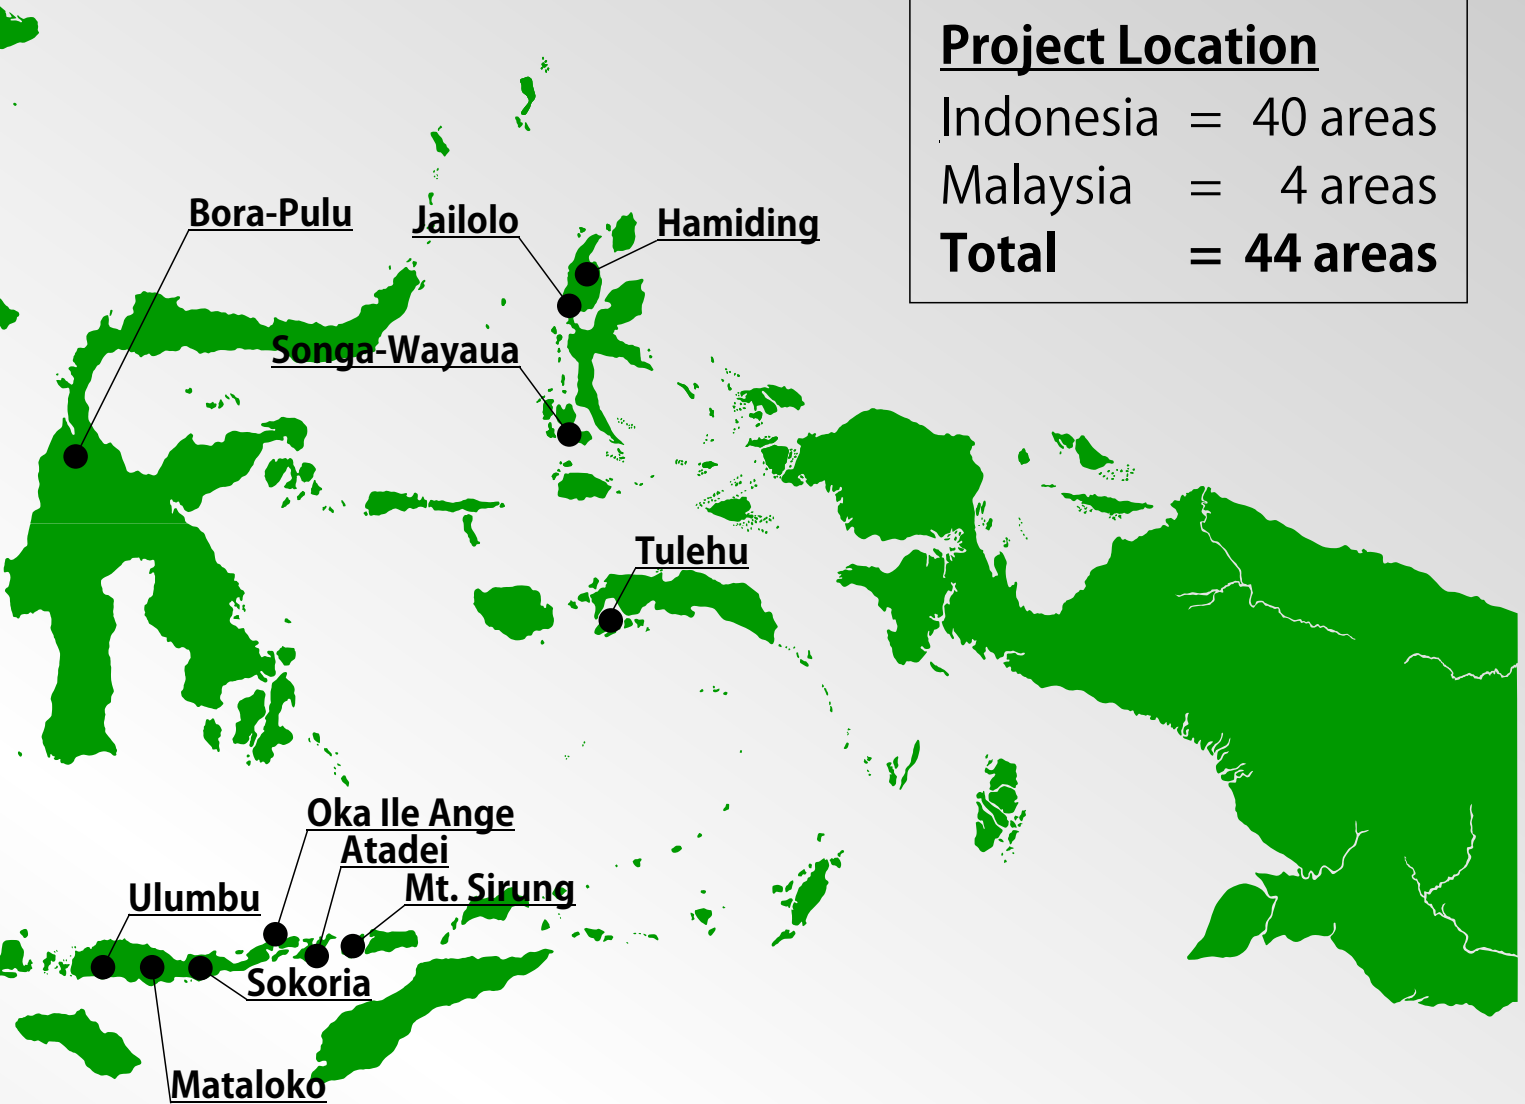 Project Location
Indonesia = 40 areas
Malaysia = 4 areas
Total = 44 areas
Bora-Pulu
Jailolo
Hamiding
Songa-Wayaua
Tulehu
Oka Ile Ange
Atadei
Mt. Sirung
Ulumbu
Sokoria
Mataloko